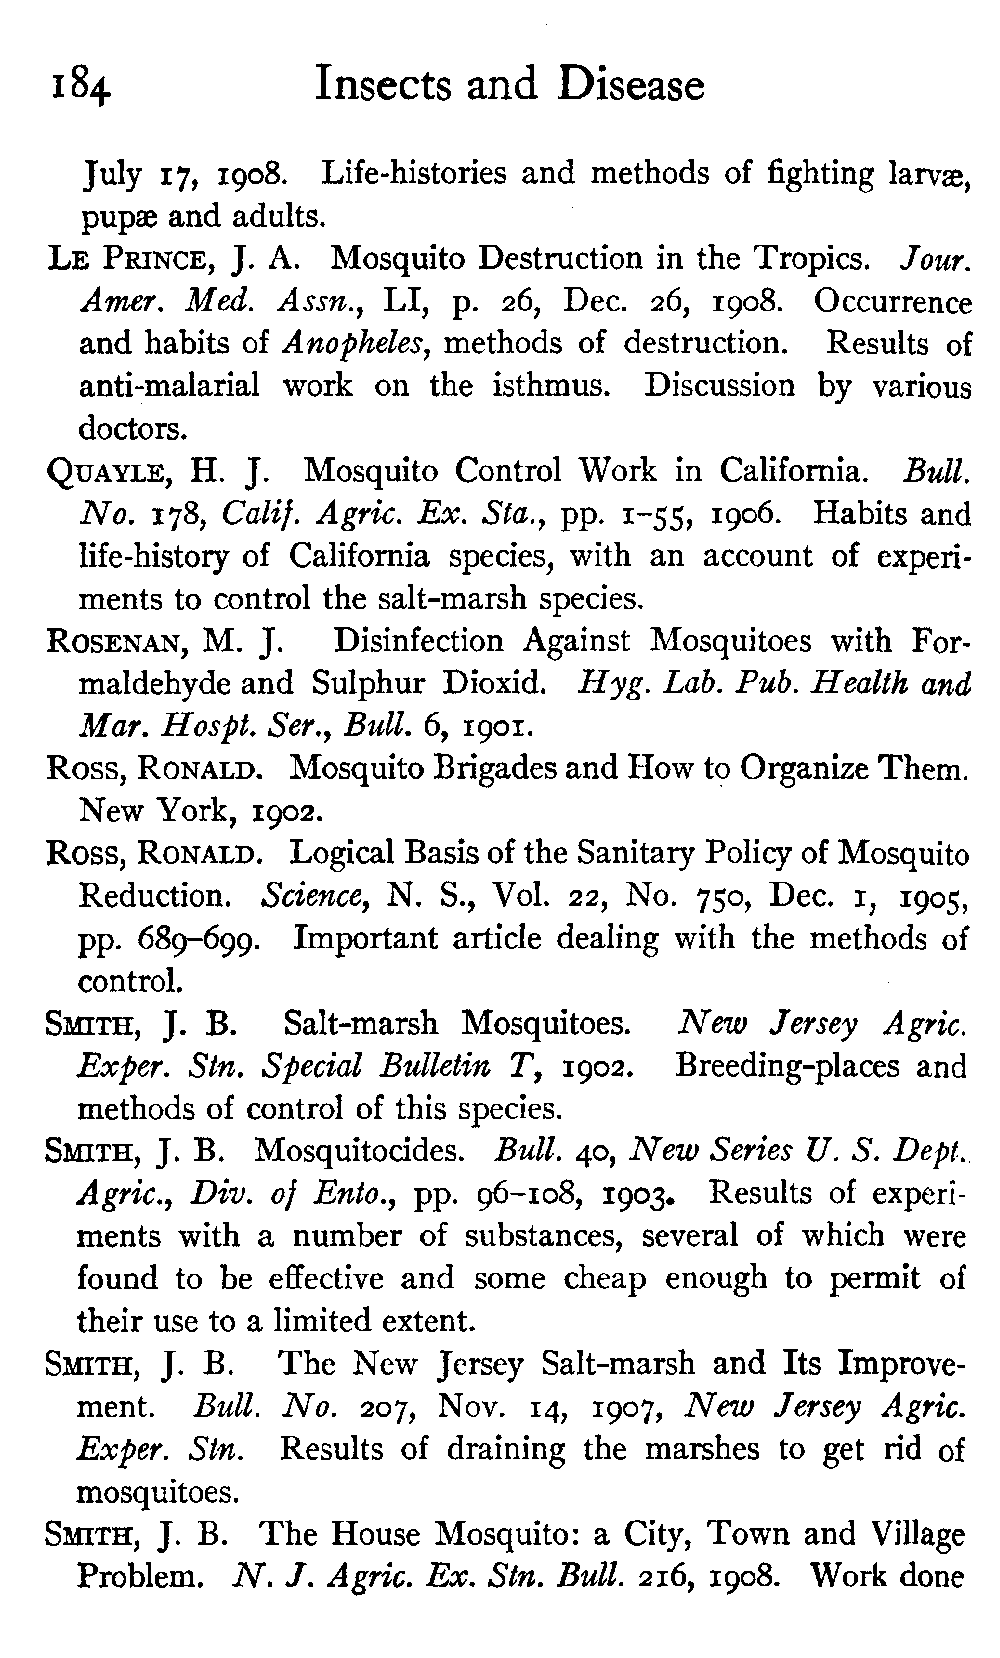 184 Insects and Disease
July 17, 1908. Life-histories and methods of fighting larvæ,
pupæ and adults.
LE PRINCE, J. A. Mosquito Destruction in the Tropics. Jour.
Amer. Med. Assn., LI, p. 26, Dec. 26, 1908. Occurrence
and habits of Anopheles, methods of destruction. Results of
anti-malarial work on the isthmus. Discussion by various
doctors.
QUAYLE, H. J. Mosquito Control Work in California. Bull.
No. 178, Calif. Agric. Ex. Sta., pp. 1-55, 1906. Habits and
life-history of California species, with an account of experi-
ments to control the salt-marsh species.
ROSENAN, M. J. Disinfection Against Mosquitoes with For-
maldehyde and Sulphur Dioxid. Hyg. Lab. Pub. Health and
Mar. Hospt. Ser., Bull. 6, 1901.
ROSS, RONALD. Mosquito Brigades and How to Organize Them.
New York, 1902.
ROSS, RONALD. Logical Basis of the Sanitary Policy of Mosquito
Reduction. Science, N. S., Vol. 22, No. 750, Dec. 1, 1905,
pp. 689-699. Important article dealing with the methods of
control.
SMITH, J. B. Salt-marsh Mosquitoes. New Jersey Agric.
Exper. Stn. Special Bulletin T, 1902. Breeding-places and
methods of control of this species.
SMITH, J. B. Mosquitocides. Bull. 40, New Series U. S. Dept.
Agric., Div. of Ento., pp. 96-108, 1903. Results of experi-
ments with a number of substances, several of which were
found to be effective and some cheap enough to permit of
their use to a limited extent.
SMITH, J. B. The New Jersey Salt-marsh and Its Improve-
ment. Bull. No. 207, Nov. 14, 1907, New Jersey Agric.
Exper. Stn. Results of draining the marshes to get rid of
mosquitoes.
SMITH, J. B. The House Mosquito: a City, Town and Village
Problem. N. J. Agric. Ex. Stn. Bull. 216, 1908. Work done